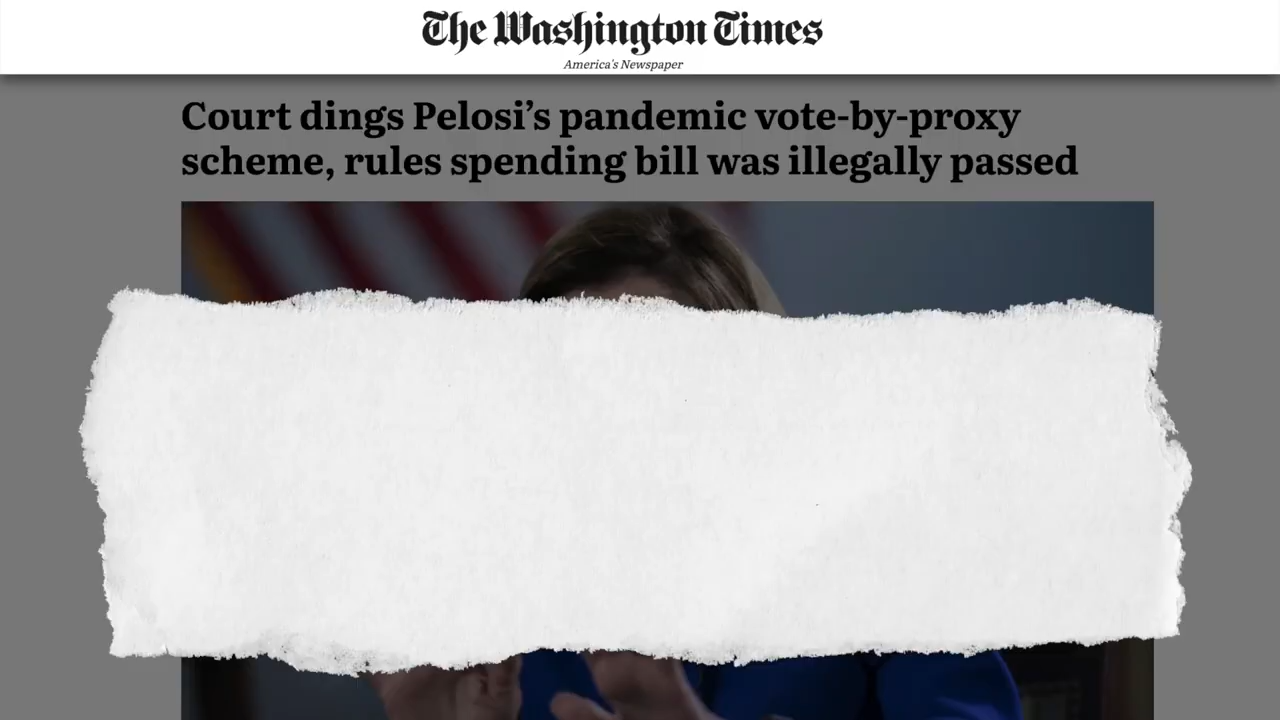 The Washington Times
America's Newspaper
Court dings Pelosi’s pandemic vote-by-proxy
scheme, rules spending bill was illegally passed